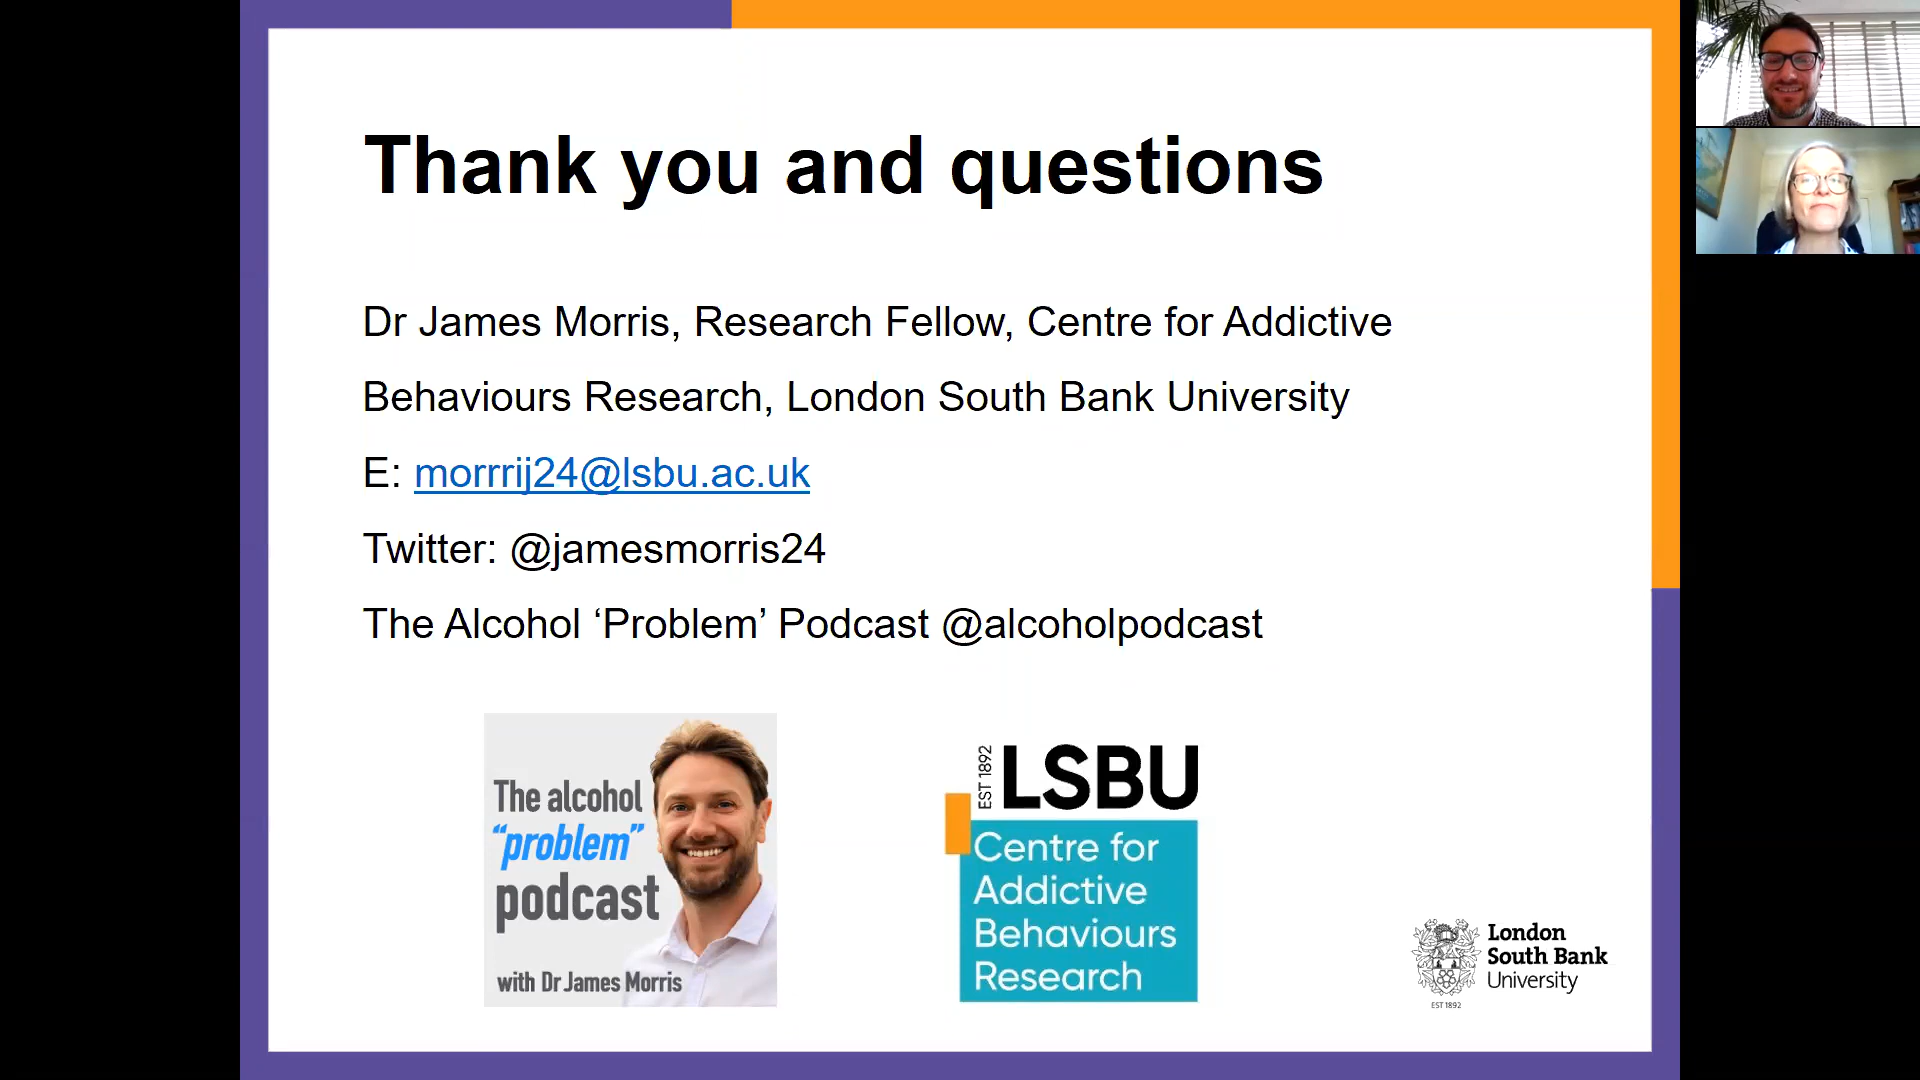 Thank you and questions
Dr James Morris, Research Fellow, Centre for Addictive
Behaviours Research, London South Bank University
E: morrrij24@lsbu.ac.uk
Twitter: @jamesmorris24
The Alcohol ‘Problem’ Podcast @alcoholpodcast
The alcohol
“problem”
podcast
with Dr James Morris
EST 1892
LSBU
Centre for
Addictive
Behaviours
Research
London
South Bank
University
EST 1892